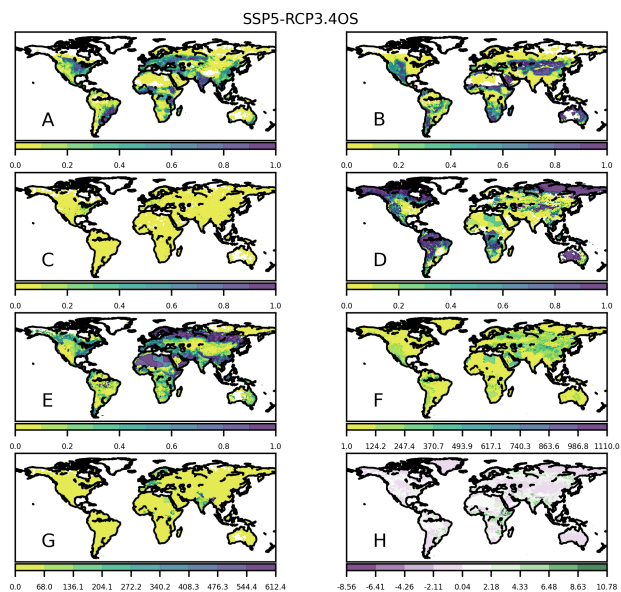 SSP5-RCP3.4OS
A
B
0.0 0.2 0.4 0.6 0.8 1.0
0.0 0.2 0.4 0.6 0.8 1.0
C
D
0.0 0.2 0.4 0.6 0.8 1.0
0.0 0.2 0.4 0.6 0.8 1.0
E
F
0.0 0.2 0.4 0.6 0.8 1.0
1.0 124.2 247.4 370.7 493.9 617.1 740.3 863.6 986.8 1110.0
G
H
0.0 68.0 136.1 204.1 272.2 340.2 408.3 476.3 544.4 612.4
-8.56 -6.41 -4.26 -2.11 0.04 2.18 4.33 6.48 8.63 10.78